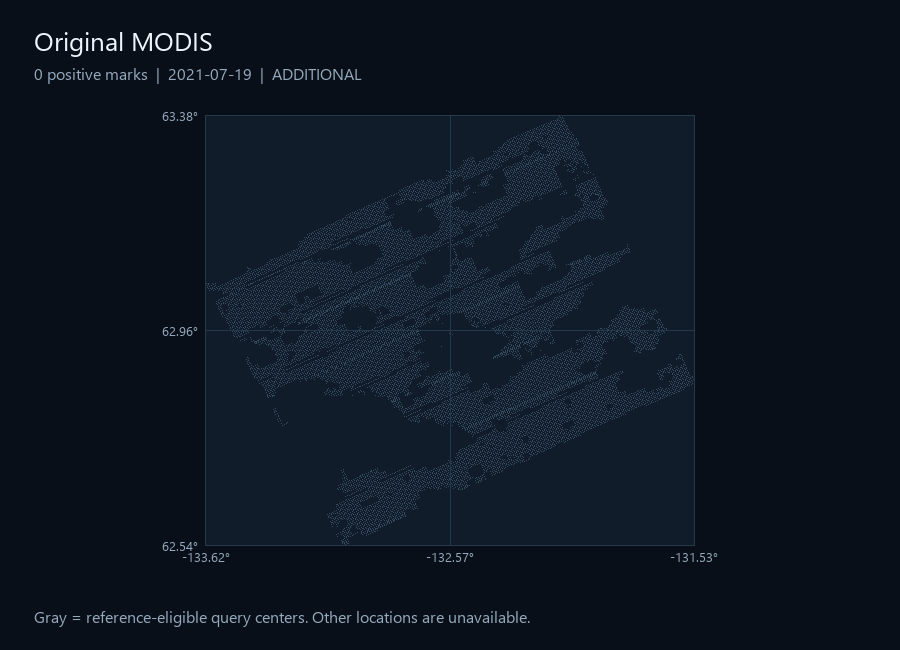 Original MODIS
0 positive marks | 2021-07-19 | ADDITIONAL
63.38°
62.96°
62.54°
-133.62° -132.57° -131.53°
Gray = reference-eligible query centers. Other locations are unavailable.